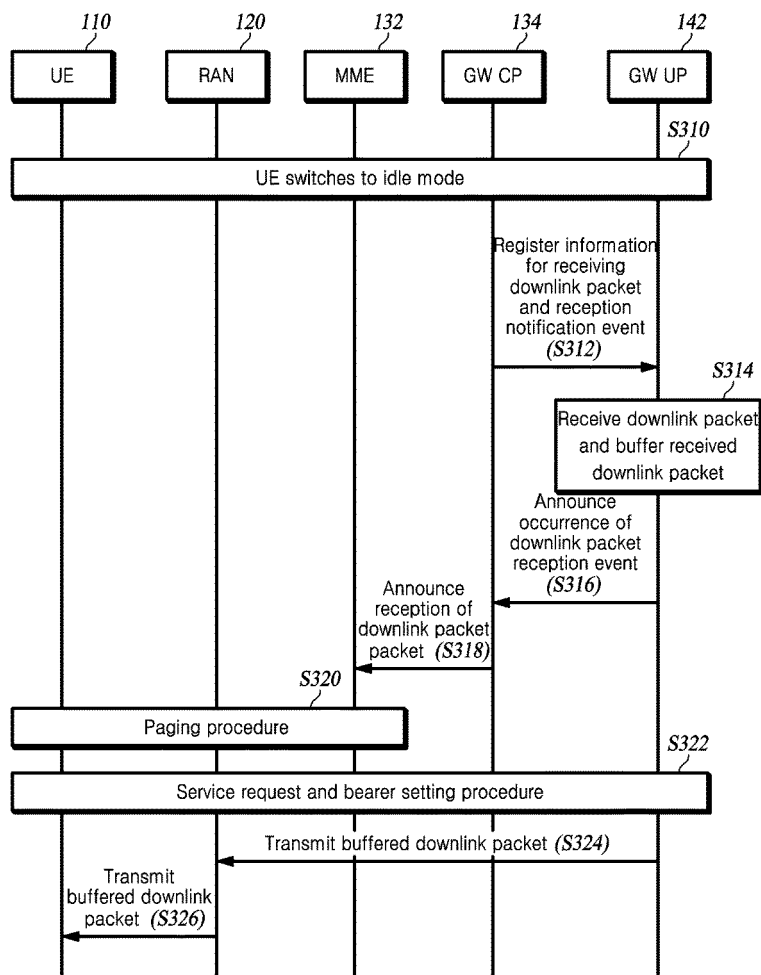 110
120
132
134
142
UE
RAN
MME
GW CP
GW UP
S310
UE switches to idle mode
Register information
for receiving
downlink packet
and reception
notification event
(S312)
S314
Receive downlink packet
and buffer received
downlink packet
Announce
occurrence of
downlink packet
reception event
(S316)
Announce
reception of
downlink packet
packet (S318)
S320
Paging procedure
S322
Service request and bearer setting procedure
Transmit buffered downlink packet (S324)
Transmit
buffered downlink
packet (S326)